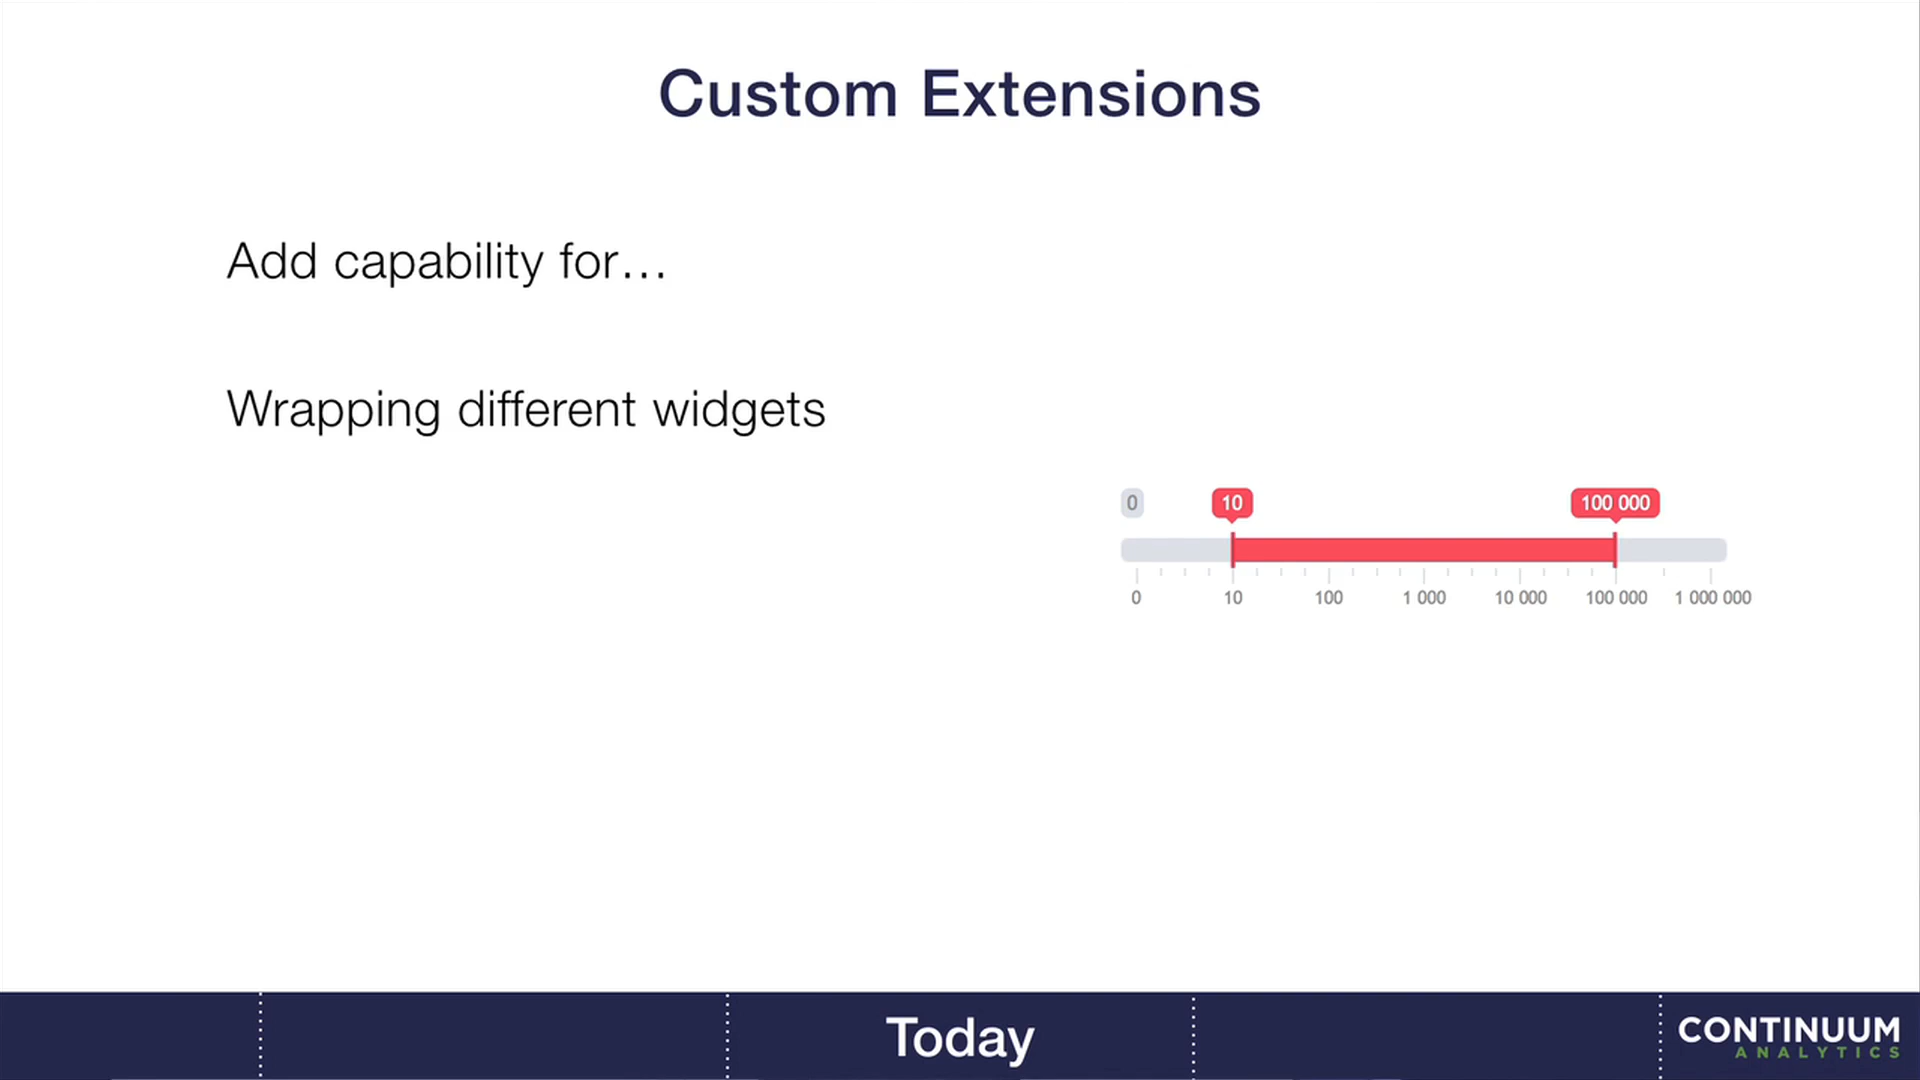 Custom Extensions
Add capability for…
Wrapping different widgets
0 10 100 000
0 10 100 1 000 10 000 100 000 1 000 000
Today
CONTINUUM
ANALYTICS